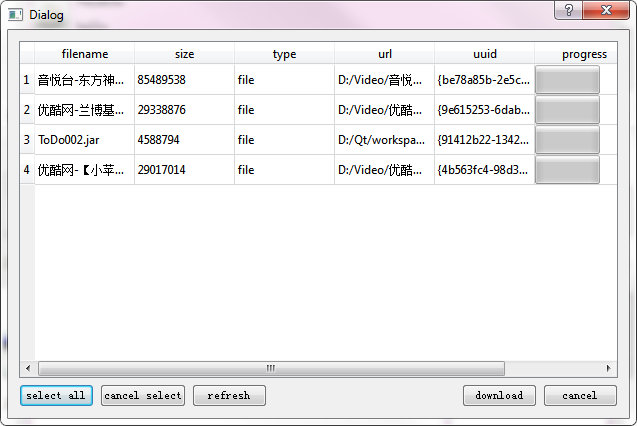 Dialog
filename size type url uuid progress
1 音悦台-东方神... 85489538 file D:/Video/音悦... {be78a85b-2e5c...
2 优酷网-兰博基... 29338876 file D:/Video/优酷... {9e615253-6dab...
3 ToDo002.jar 4588794 file D:/Qt/workspa... {91412b22-1342...
4 优酷网-【小苹... 29017014 file D:/Video/优酷... {4b563fc4-98d3...
select all cancel select refresh download cancel